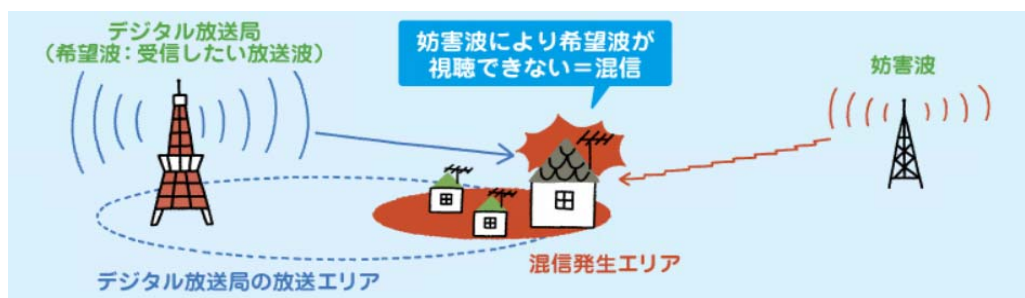 デジタル放送局
（希望波：受信したい放送波）
妨害波により希望波が
視聴できない＝混信
妨害波
混信発生エリア
デジタル放送局の放送エリア